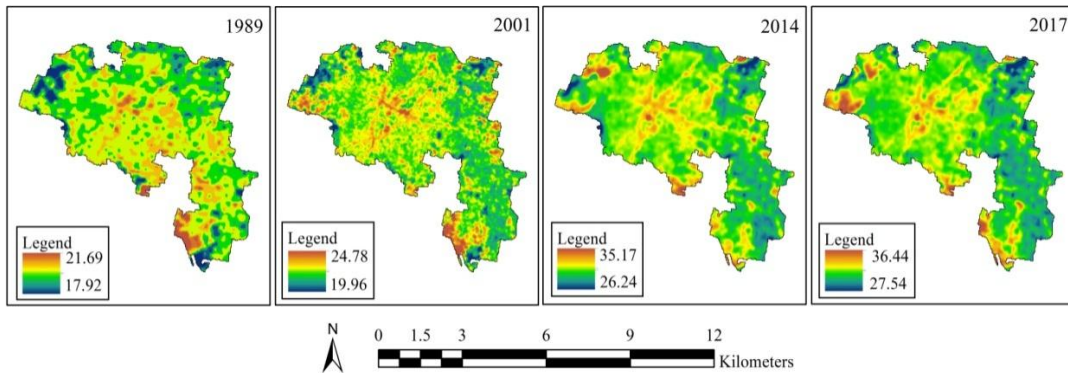 1989
Legend
21.69
17.92
2001
Legend
24.78
19.96
2014
Legend
35.17
26.24
2017
Legend
36.44
27.54
N
0 1.5 3 6 9 12
Kilometers